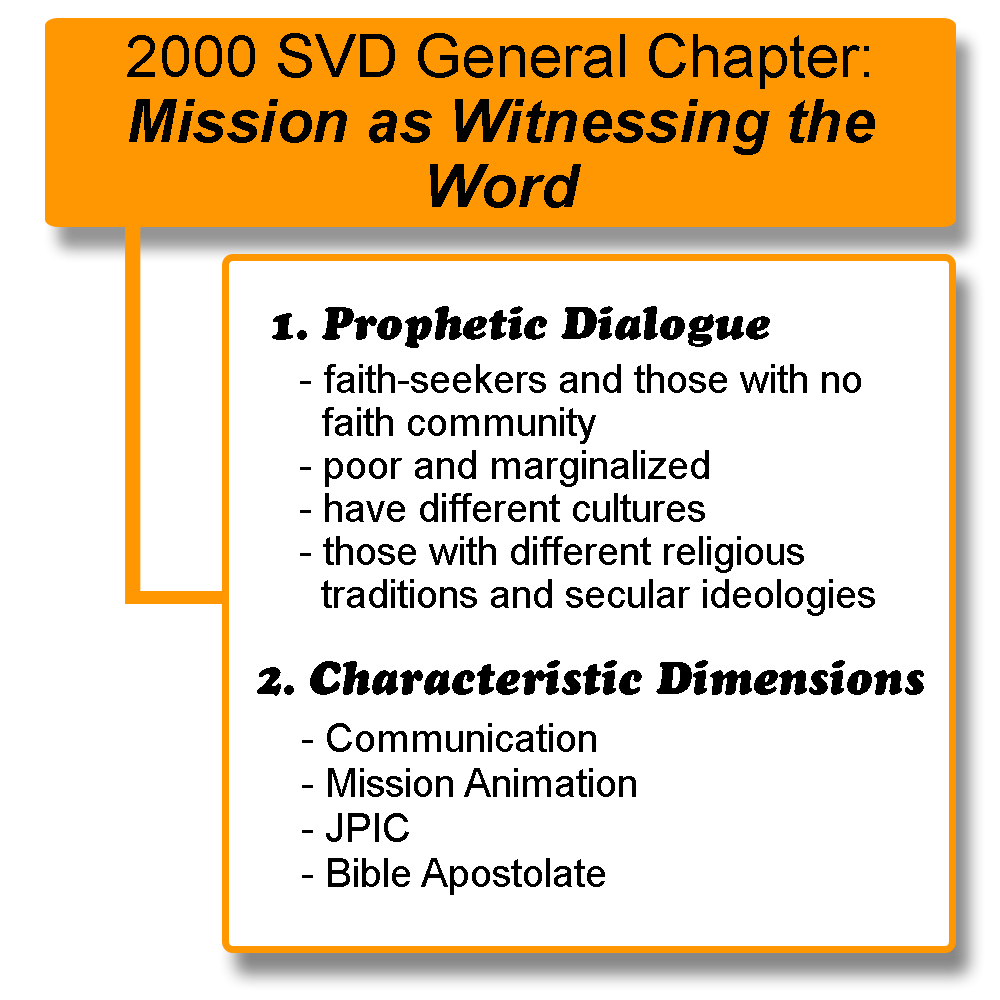 2000 SVD General Chapter:
Mission as Witnessing the
Word
1. Prophetic Dialogue
- faith-seekers and those with no
faith community
- poor and marginalized
- have different cultures
- those with different religious
traditions and secular ideologies
2. Characteristic Dimensions
- Communication
- Mission Animation
- JPIC
- Bible Apostolate